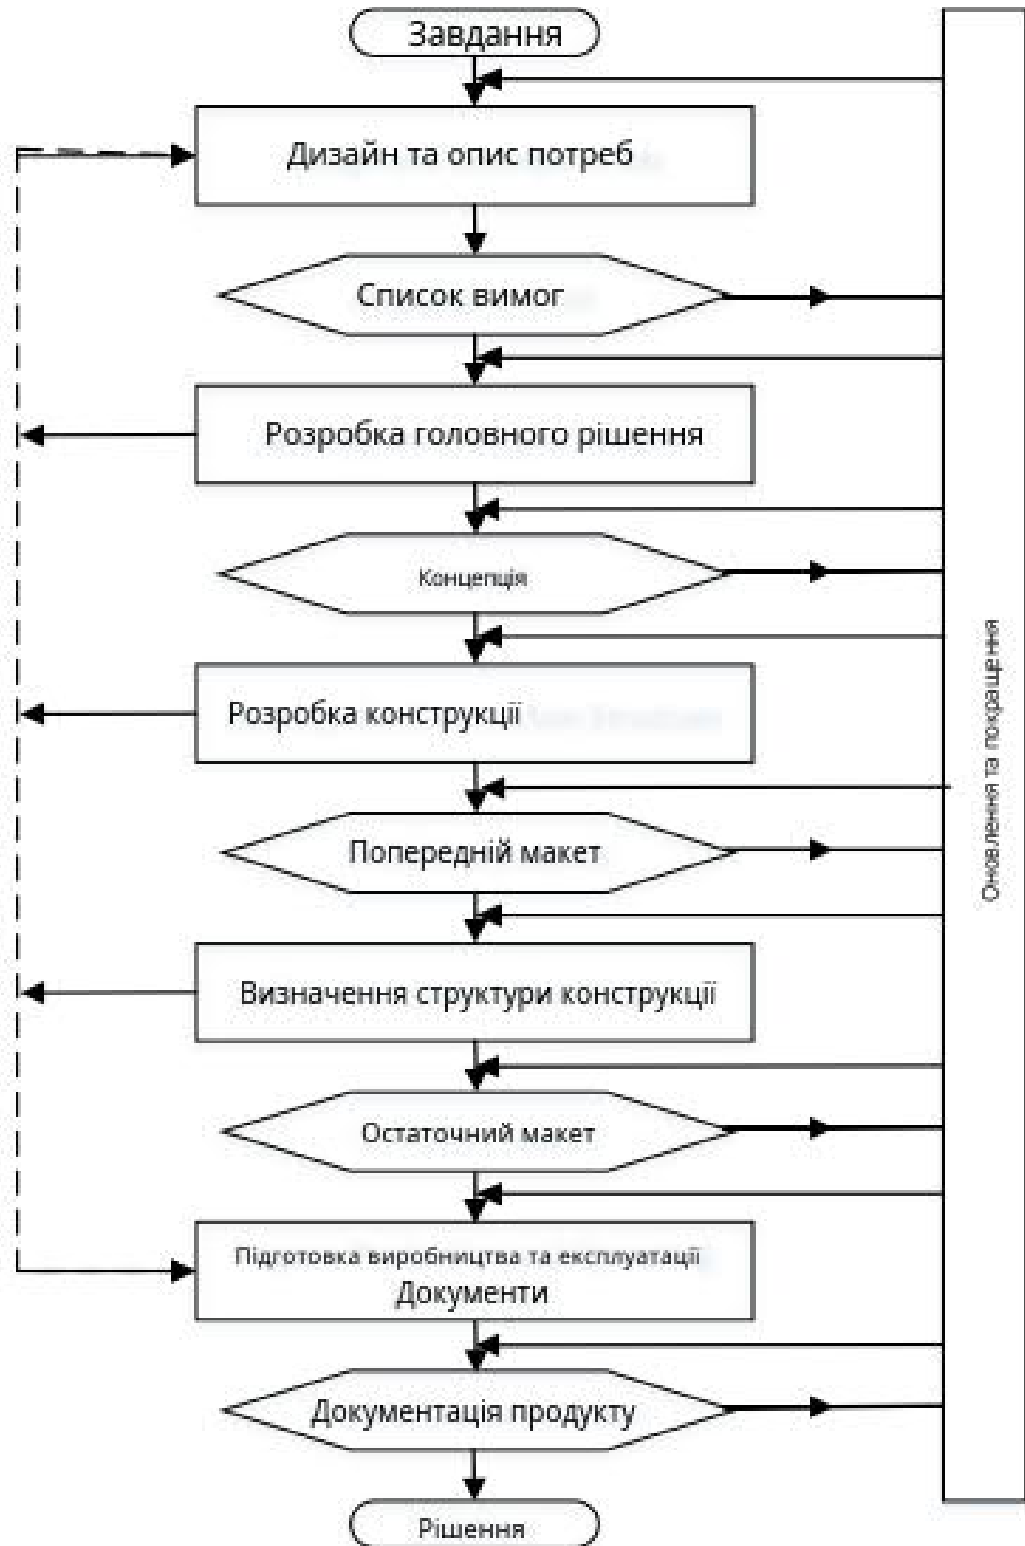 Завдання
Дизайн та опис потреб
Список вимог
Розробка головного рішення
Концепція
Розробка конструкції
Попередній макет
Визначення структури конструкції
Остаточний макет
Підготовка виробництва та експлуатації
Документи
Документація продукту
Рішення
Оновлення та покращення